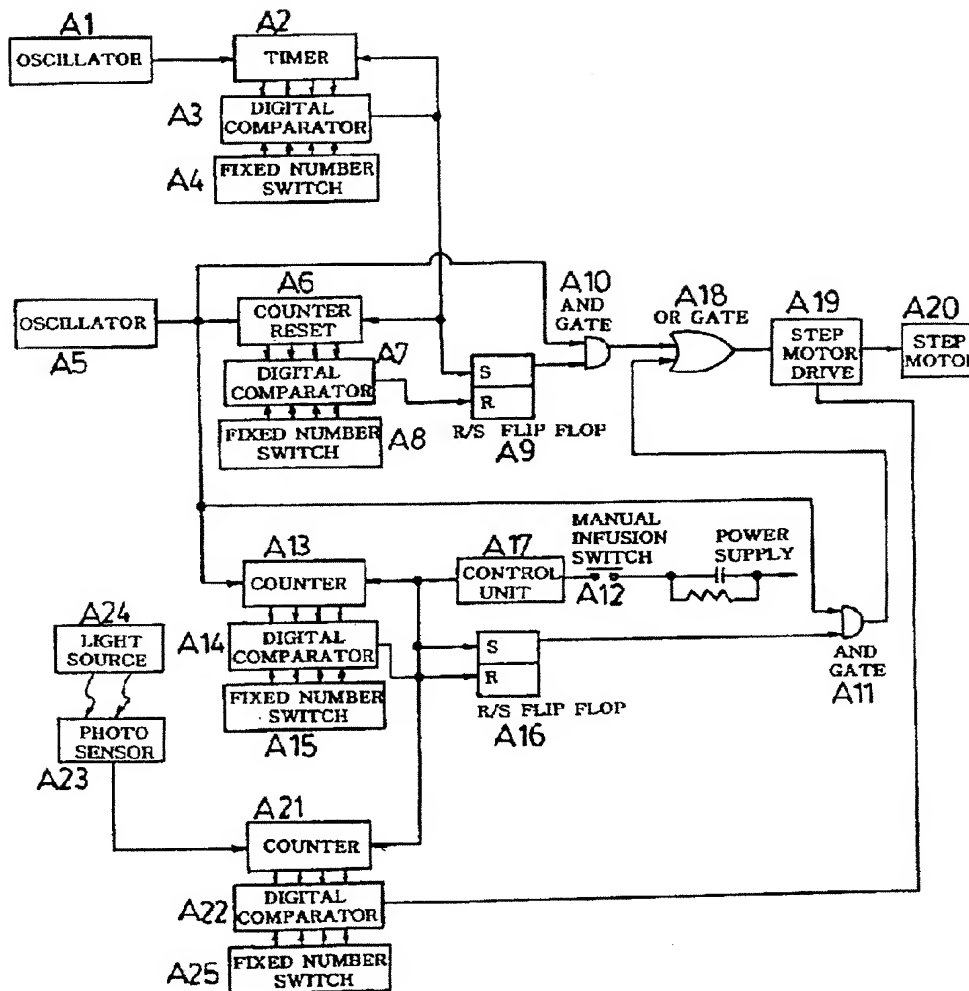 A1
OSCILLATOR
A2
TIMER
A3
DIGITAL
COMPARATOR
A4
FIXED NUMBER
SWITCH
OSCILLATOR
A5
A6
COUNTER
RESET
A7
DIGITAL
COMPARATOR
FIXED NUMBER
SWITCH
A8
S
R
R/S FLIP FLOP
A9
A10
AND
GATE
A18
OR GATE
A19
STEP
MOTOR
DRIVE
A20
STEP
MOTOR
A13
COUNTER
A14
DIGITAL
COMPARATOR
FIXED NUMBER
SWITCH
A15
A17
CONTROL
UNIT
MANUAL
INFUSION
SWITCH
A12
POWER
SUPPLY
S
R
R/S FLIP FLOP
A16
AND
GATE
A11
A24
LIGHT
SOURCE
PHOTO
SENSOR
A23
A21
COUNTER
A22
DIGITAL
COMPARATOR
A25
FIXED NUMBER
SWITCH